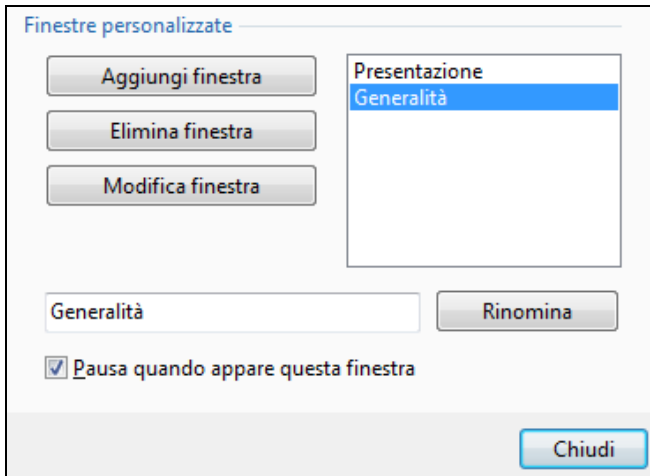 Finestre personalizzate
Aggiungi finestra
Elimina finestra
Modifica finestra
Presentazione
Generalità
Generalità
Rinomina
Pausa quando appare questa finestra
Chiudi